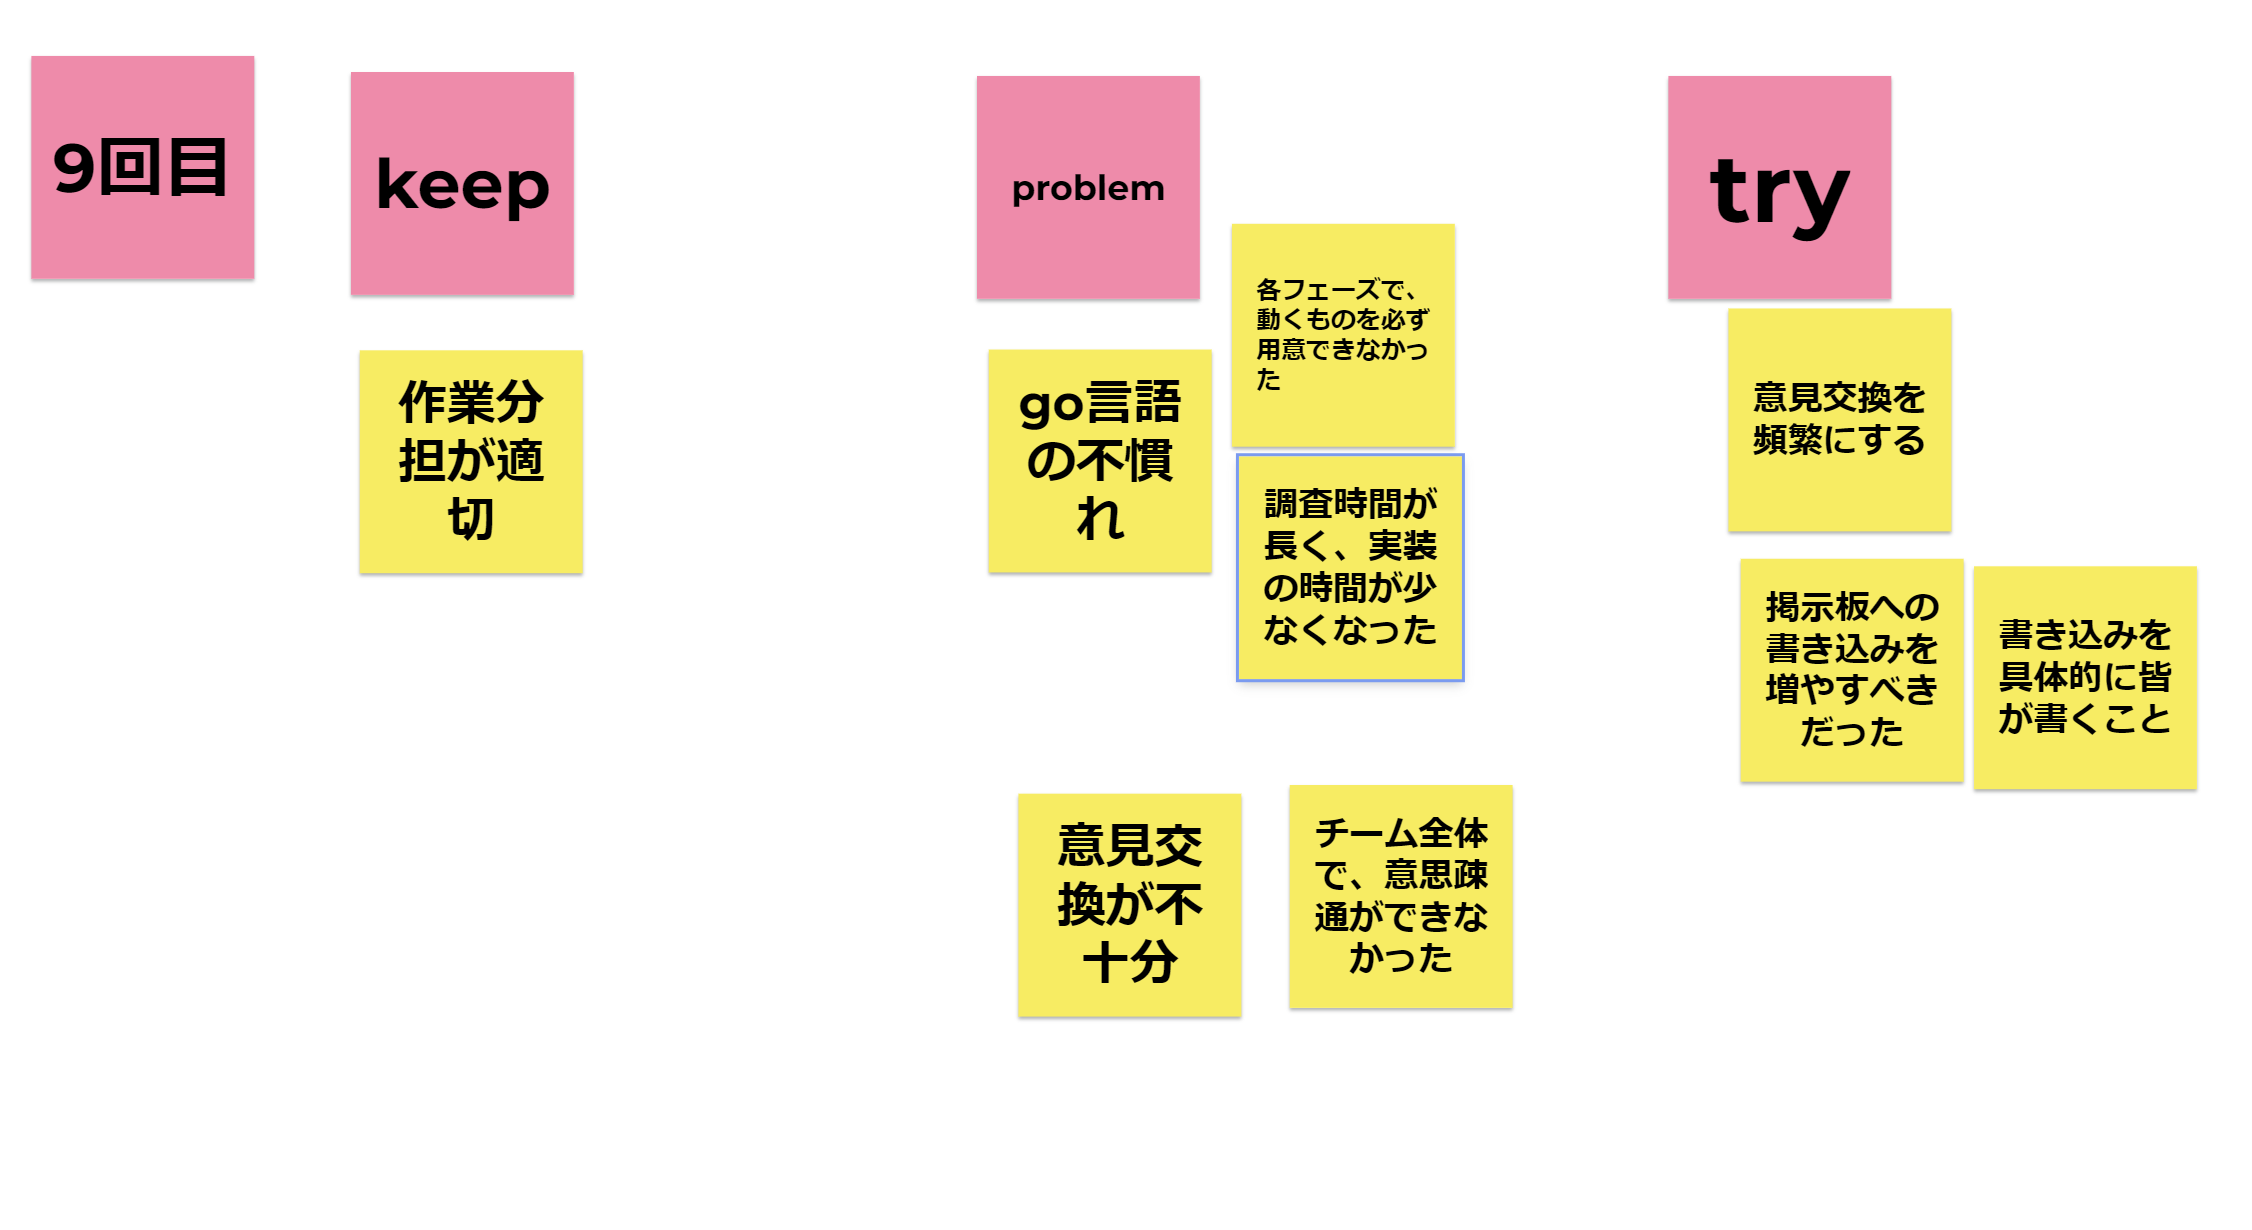 9回目
keep
作業分
担が適
切
problem
各フェーズで、
動くものを必ず
用意できなかっ
た
go言語
の不慣
れ
調査時間が
長く、実装
の時間が少
なくなった
意見交
換が不
十分
チーム全体
で、意思疎
通ができな
かった
try
意見交換を
頻繁にする
掲示板への
書き込みを
増やすべき
だった
書き込みを
具体的に皆
が書くこと